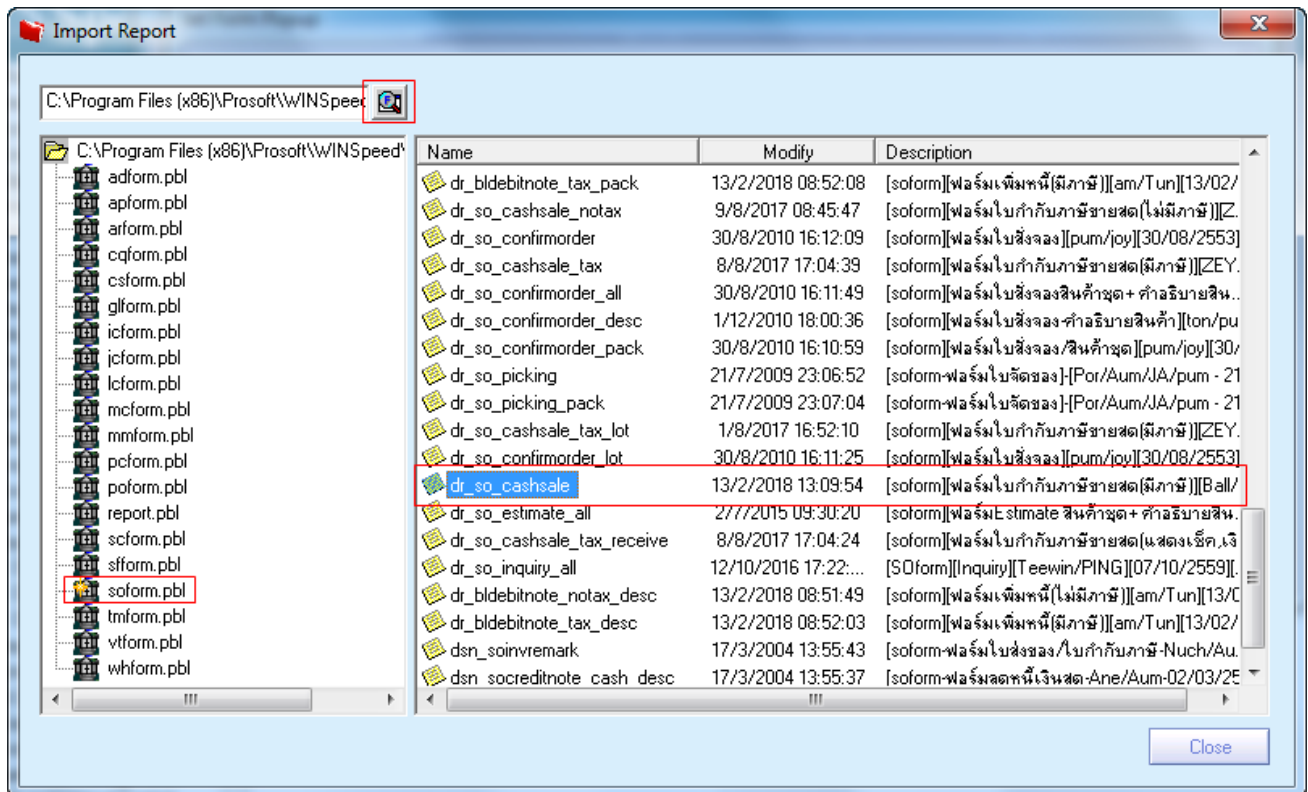 Import Report
X
C:\Program Files (x86)\Prosoft\WINSpeed
C:\Program Files (x86)\Prosoft\WINSpeed\
adform.pbl
apform.pbl
arform.pbl
cqform.pbl
csform.pbl
glform.pbl
icform.pbl
jcform.pbl
lcform.pbl
mcform.pbl
mmform.pbl
pcform.pbl
poform.pbl
report.pbl
scform.pbl
sfform.pbl
soform.pbl
tmform.pbl
vtform.pbl
whform.pbl
Name Modify Description
dr_bldebitnote_tax_pack 13/2/2018 08:52:08 [soform][ฟอร์มเพิ่มหนี้(มีภาษี)][am/Tun][13/02/
dr_so_cashsale_notax 9/8/2017 08:45:47 [soform][ฟอร์มใบกำกับภาษีขายสด(ไม่มีภาษี)][Z...
dr_so_confirmorder 30/8/2010 16:12:09 [soform][ฟอร์มใบสั่งจอง][pum/joy][30/08/2553]
dr_so_cashsale_tax 8/8/2017 17:04:39 [soform][ฟอร์มใบกำกับภาษีขายสด(มีภาษี)][ZEY...
dr_so_confirmorder_all 30/8/2010 16:11:49 [soform][ฟอร์มใบสั่งจองสินค้าชุด+ คำอธิบายสิน...
dr_so_confirmorder_desc 1/12/2010 18:00:36 [soform][ฟอร์มใบสั่งจอง-คำอธิบายสินค้า][ton/pu
dr_so_confirmorder_pack 30/8/2010 16:10:59 [soform][ฟอร์มใบสั่งจอง/สินค้าชุด][pum/joy][30/
dr_so_picking 21/7/2009 23:06:52 [soform-ฟอร์มใบจัดของ]-[Por/Aum/JA/pum - 21
dr_so_picking_pack 21/7/2009 23:07:04 [soform-ฟอร์มใบจัดของ]-[Por/Aum/JA/pum - 21
dr_so_cashsale_tax_lot 1/8/2017 16:52:10 [soform][ฟอร์มใบกำกับภาษีขายสด(มีภาษี)][ZEY...
dr_so_confirmorder_lot 30/8/2010 16:11:25 [soform][ฟอร์มใบสั่งจอง][pum/joy][30/08/2553]
dr_so_cashsale 13/2/2018 13:09:54 [soform][ฟอร์มใบกำกับภาษีขายสด(มีภาษี)][Ball/
dr_so_estimate_all 27/7/2015 09:30:20 [soform][ฟอร์มEstimate สินค้าชุด+ คำอธิบายสิน...
dr_so_cashsale_tax_receive 8/8/2017 17:04:24 [soform][ฟอร์มใบกำกับภาษีขายสด(แสดงเช็ค,เงิ
dr_so_inquiry_all 12/10/2016 17:22:... [SOform][Inquiry][Teewin/PING][07/10/2559][...
dr_bldebitnote_notax_desc 13/2/2018 08:51:49 [soform][ฟอร์มเพิ่มหนี้(ไม่มีภาษี)][am/Tun][13/0
dr_bldebitnote_tax_desc 13/2/2018 08:52:03 [soform][ฟอร์มเพิ่มหนี้(มีภาษี)][am/Tun][13/02/
dsn_soinvremark 17/3/2004 13:55:43 [soform-ฟอร์มใบส่งของ/ใบกำกับภาษี-Nuch/Au...
dsn_socreditnote_cash_desc 17/3/2004 13:55:37 [soform-ฟอร์มลดหนี้เงินสด-Ane/Aum-02/03/25
Close